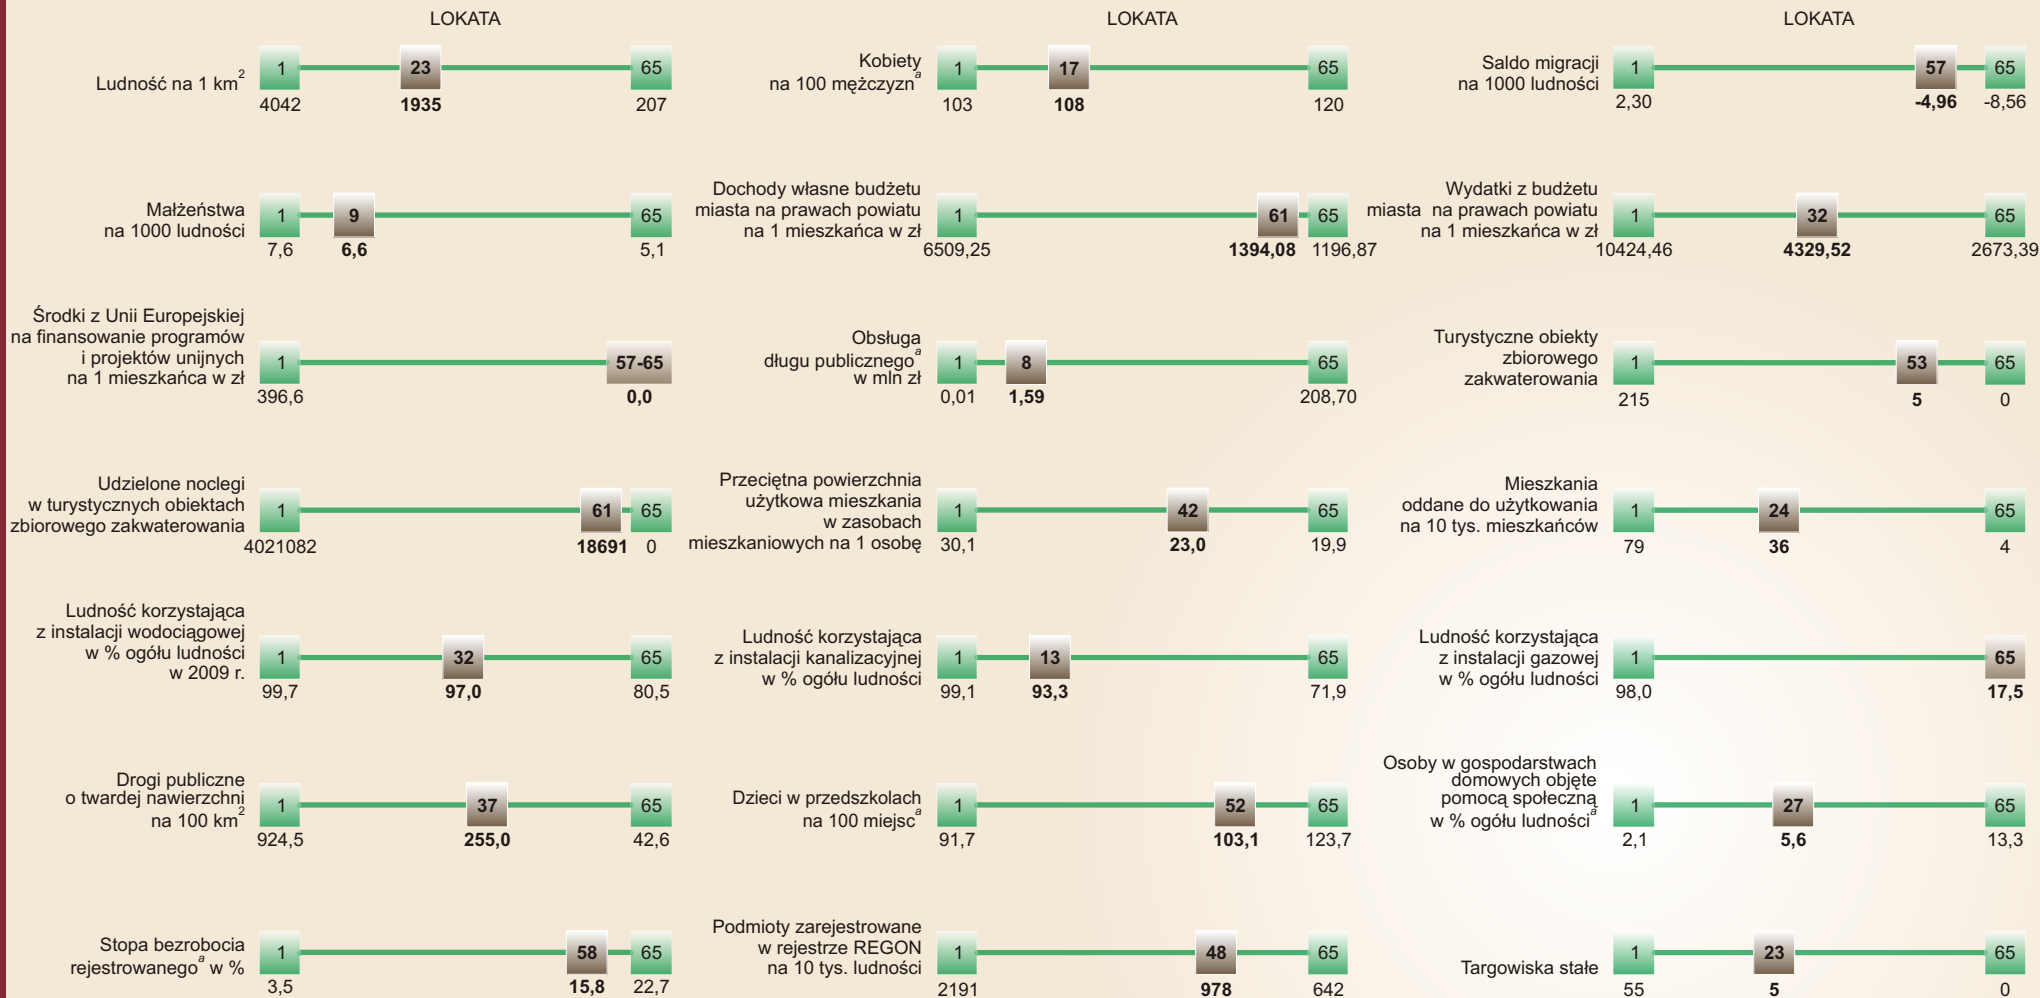 LOKATA
LOKATA
LOKATA
Ludność na 1 km²
1
23
65
4042
1935
207
Kobiety
na 100 mężczyzn a
1
17
65
103
108
120
Saldo migracji
na 1000 ludności
1
57
65
2,30
-4,96
-8,56
Małżeństwa
na 1000 ludności
1
9
65
7,6
6,6
5,1
Dochody własne budżetu
miasta na prawach powiatu
na 1 mieszkańca w zł
1
61
65
6509,25
1394,08
1196,87
Wydatki z budżetu
miasta na prawach powiatu
na 1 mieszkańca w zł
1
32
65
10424,46
4329,52
2673,39
Środki z Unii Europejskiej
na finansowanie programów
i projektów unijnych
na 1 mieszkańca w zł
1
57-65
396,6
0,0
Obsługa
długu publicznego a
w mln zł
1
8
65
0,01
1,59
208,70
Turystyczne obiekty
zbiorowego
zakwaterowania
1
53
65
215
5
0
Udzielone noclegi
w turystycznych obiektach
zbiorowego zakwaterowania
1
61
65
4021082
18691
0
Przeciętna powierzchnia
użytkowa mieszkania
w zasobach
mieszkaniowych na 1 osobę
1
42
65
30,1
23,0
19,9
Mieszkania
oddane do użytkowania
na 10 tys. mieszkańców
1
24
65
79
36
4
Ludność korzystająca
z instalacji wodociągowej
w % ogółu ludności
w 2009 r.
1
32
65
99,7
97,0
80,5
Ludność korzystająca
z instalacji kanalizacyjnej
w % ogółu ludności
1
13
65
99,1
93,3
71,9
Ludność korzystająca
z instalacji gazowej
w % ogółu ludności
1
65
98,0
17,5
Drogi publiczne
o twardej nawierzchni
na 100 km²
1
37
65
924,5
255,0
42,6
Dzieci w przedszkolach
na 100 miejsc a
1
52
65
91,7
103,1
123,7
Osoby w gospodarstwach
domowych objęte
pomocą społeczną
w % ogółu ludności a
1
27
65
2,1
5,6
13,3
Stopa bezrobocia
rejestrowanego a w %
1
58
65
3,5
15,8
22,7
Podmioty zarejestrowane
w rejestrze REGON
na 10 tys. ludności
1
48
65
2191
978
642
Targowiska stałe
1
23
65
55
5
0